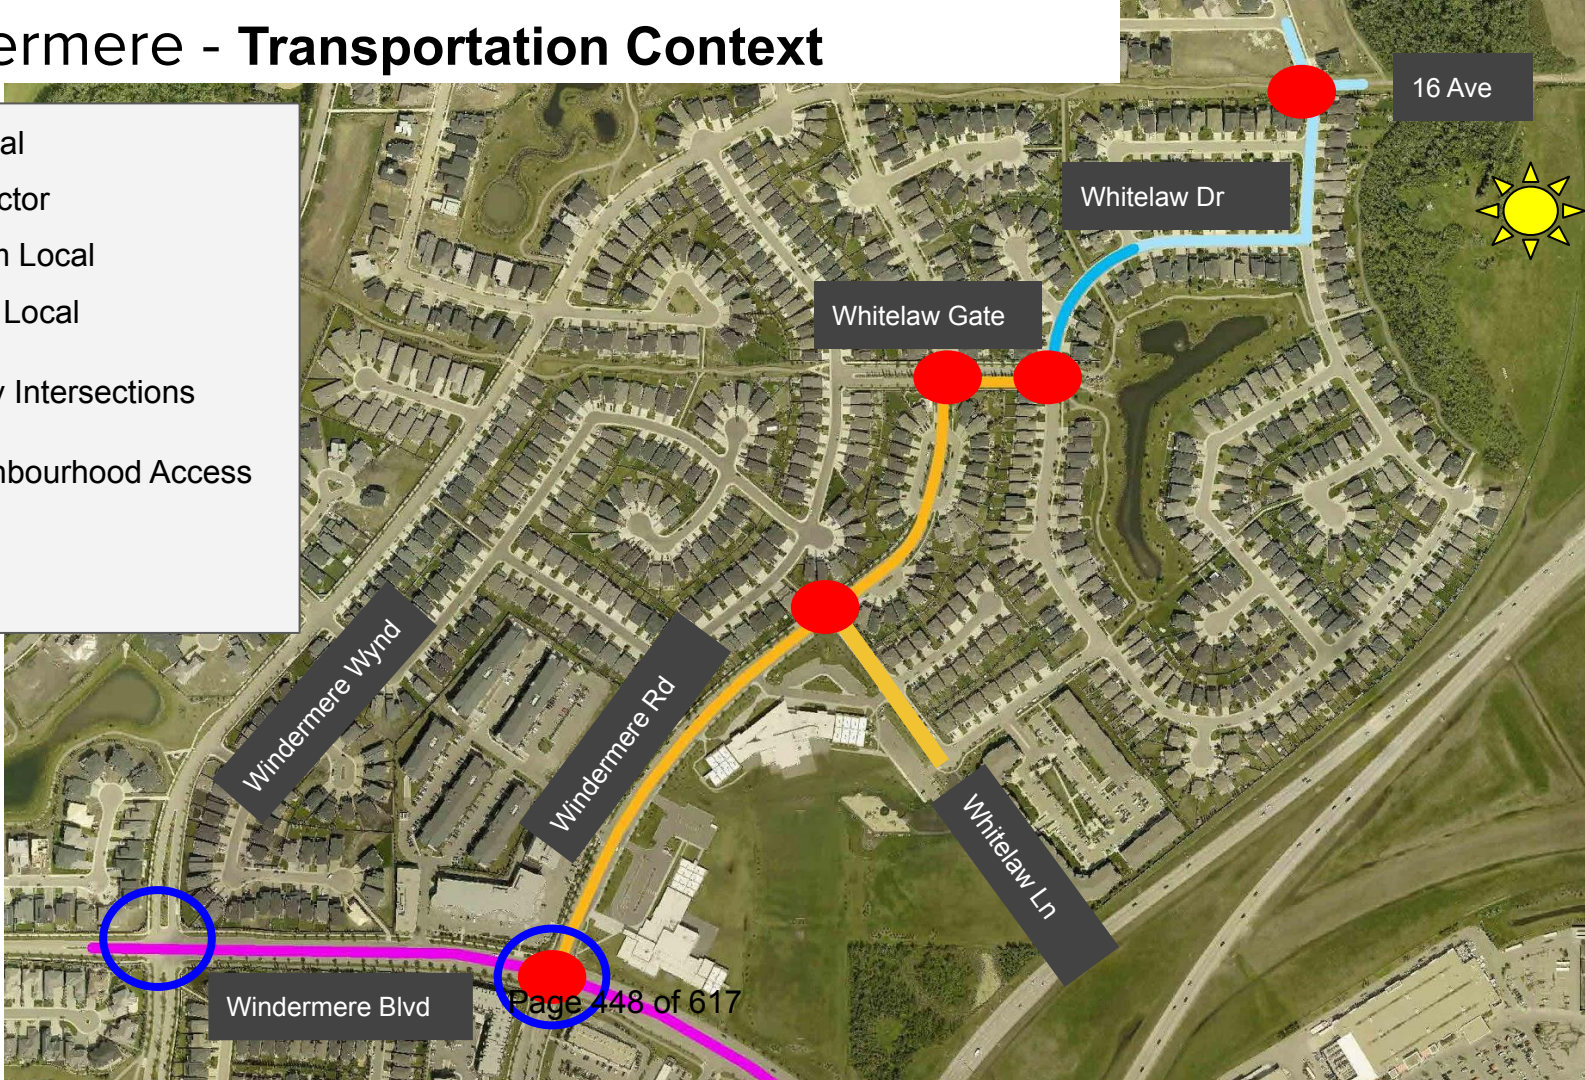 ermere - Transportation Context
16 Ave
al
ctor
Whitelaw Dr
n Local
Local
Whitelaw Gate
y Intersections
hbourhood Access
Windermere Wynd
Windermere Rd
Whitelaw Ln
Windermere Blvd
Page 448 of 617